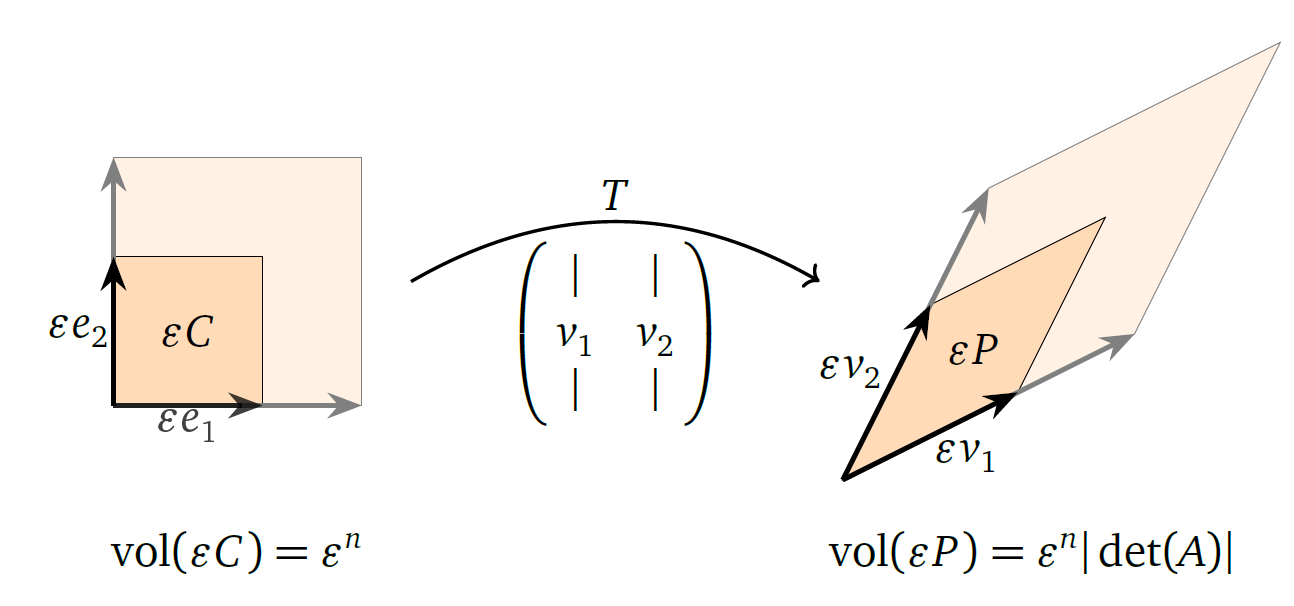 T
| |
v₁ v₂
| |
εe₂
εC
εe₁
εv₂
εP
εv₁
vol(εC) = εⁿ
vol(εP) = εⁿ| det(A)|